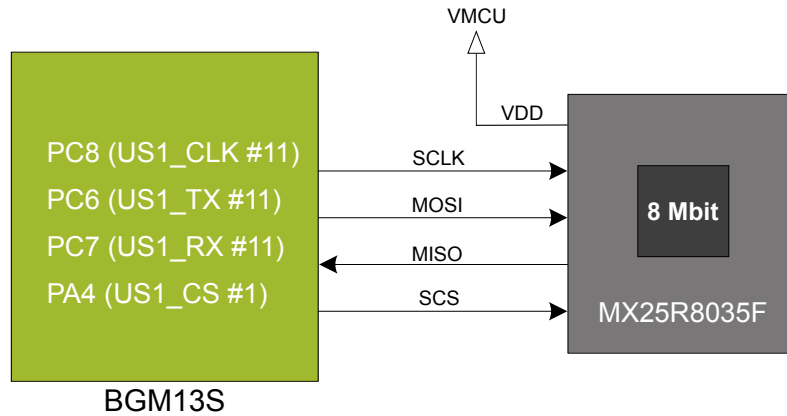 VMCU
VDD
PC8 (US1_CLK #11)
SCLK
PC6 (US1_TX #11)
MOSI
8 Mbit
PC7 (US1_RX #11)
MISO
PA4 (US1_CS #1)
SCS
MX25R8035F
BGM13S